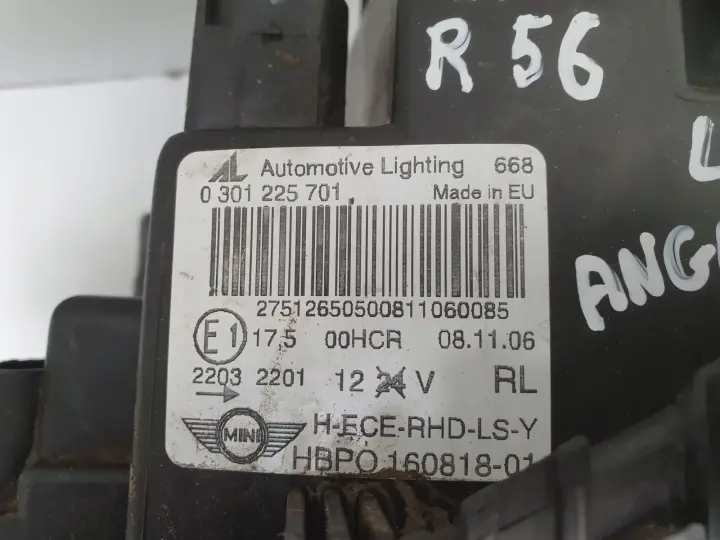 R 56
L
AL Automotive Lighting 668
0 301 225 701 Made in EU
27512650500811060085
E1 17,5 00HCR 08.11.06
2203 2201 12 24 V RL
MINI H-ECE-RHD-LS-Y
HBPO 160818-01